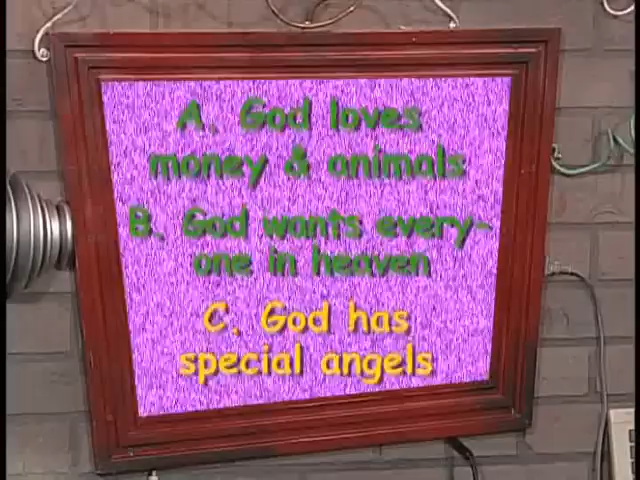 A. God loves
money & animals
B. God wants every-
one in heaven
C. God has
special angels